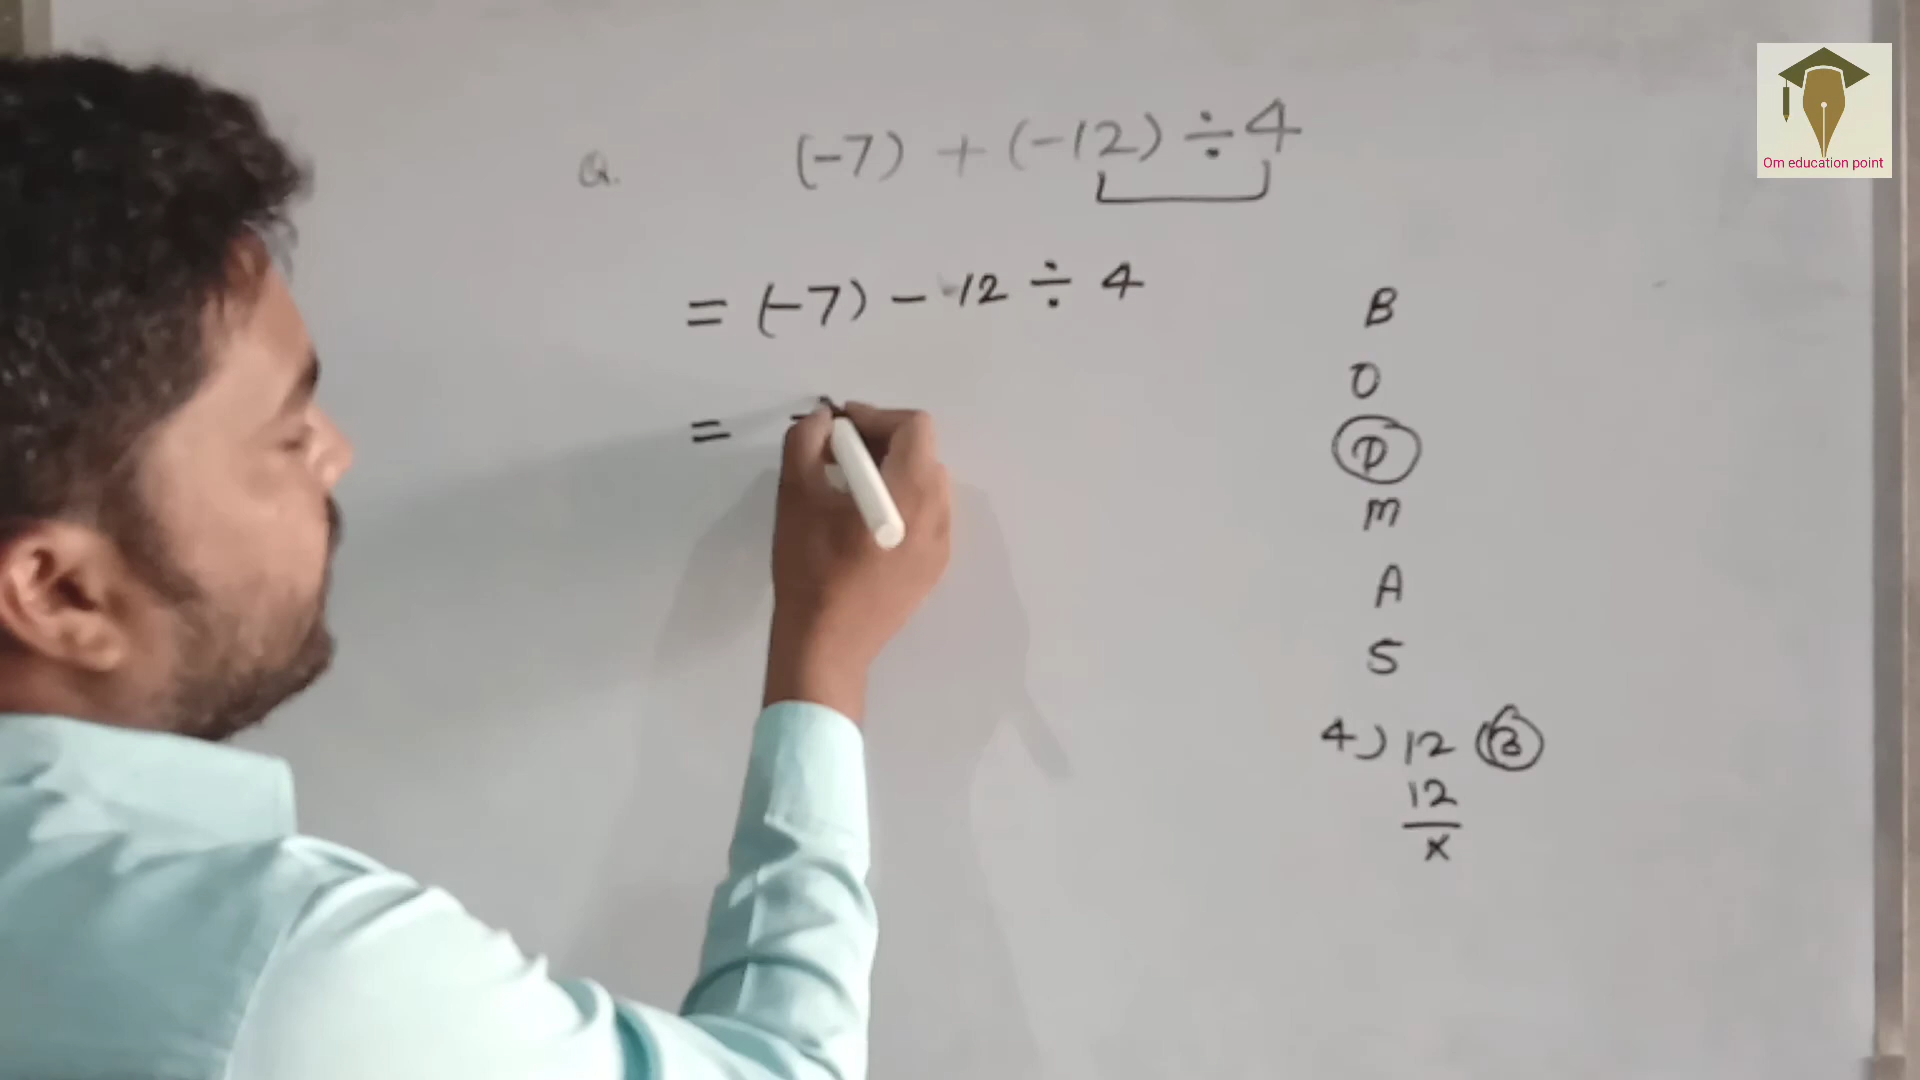 Q. (-7) + (-12) ÷ 4
= (-7) - 12 ÷ 4
= -
B
O
D
M
A
S
4) 12 (3
12
x
Om education point